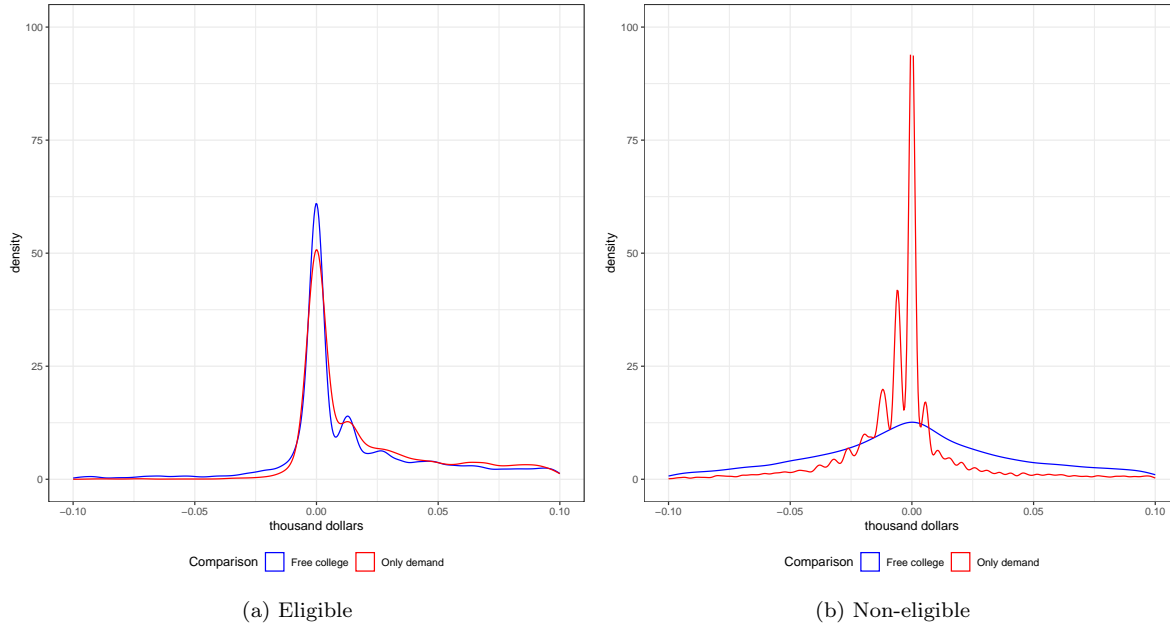 100
75
50
25
0
density
−0.10
−0.05
0.00
0.05
0.10
thousand dollars
Comparison Free college Only demand
(a) Eligible
100
75
50
25
0
density
−0.10
−0.05
0.00
0.05
0.10
thousand dollars
Comparison Free college Only demand
(b) Non-eligible